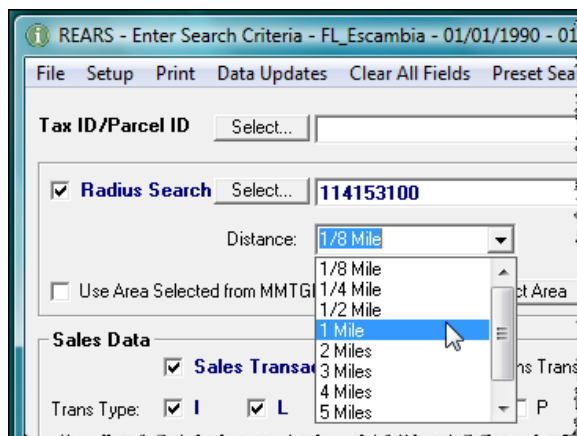 REARS - Enter Search Criteria - FL_Escambia - 01/01/1990 - 01
File Setup Print Data Updates Clear All Fields Preset Sea
Tax ID/Parcel ID Select...
Radius Search Select... 114153100
Distance: 1/8 Mile
1/8 Mile
1/4 Mile
1/2 Mile
1 Mile
2 Miles
3 Miles
4 Miles
5 Miles
Use Area Selected from MMTGI ct Area
Sales Data
Sales Transac ns Trans
Trans Type: I L P